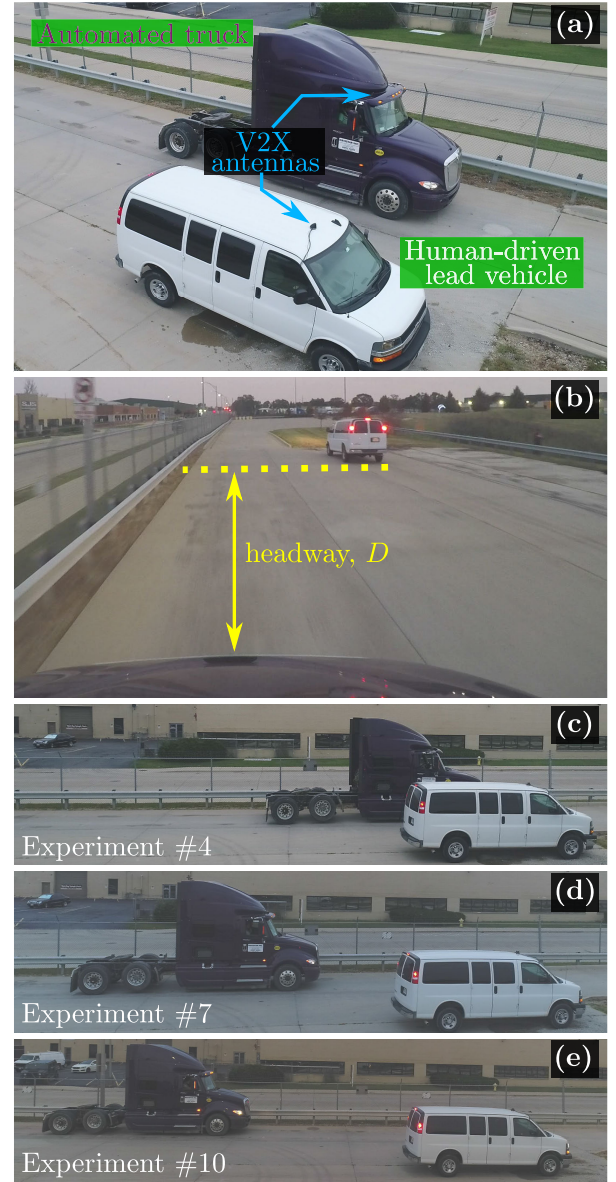 (a)
Automated truck
V2X
antennas
Human-driven
lead vehicle
(b)
headway, D
(c)
Experiment #4
(d)
Experiment #7
(e)
Experiment #10